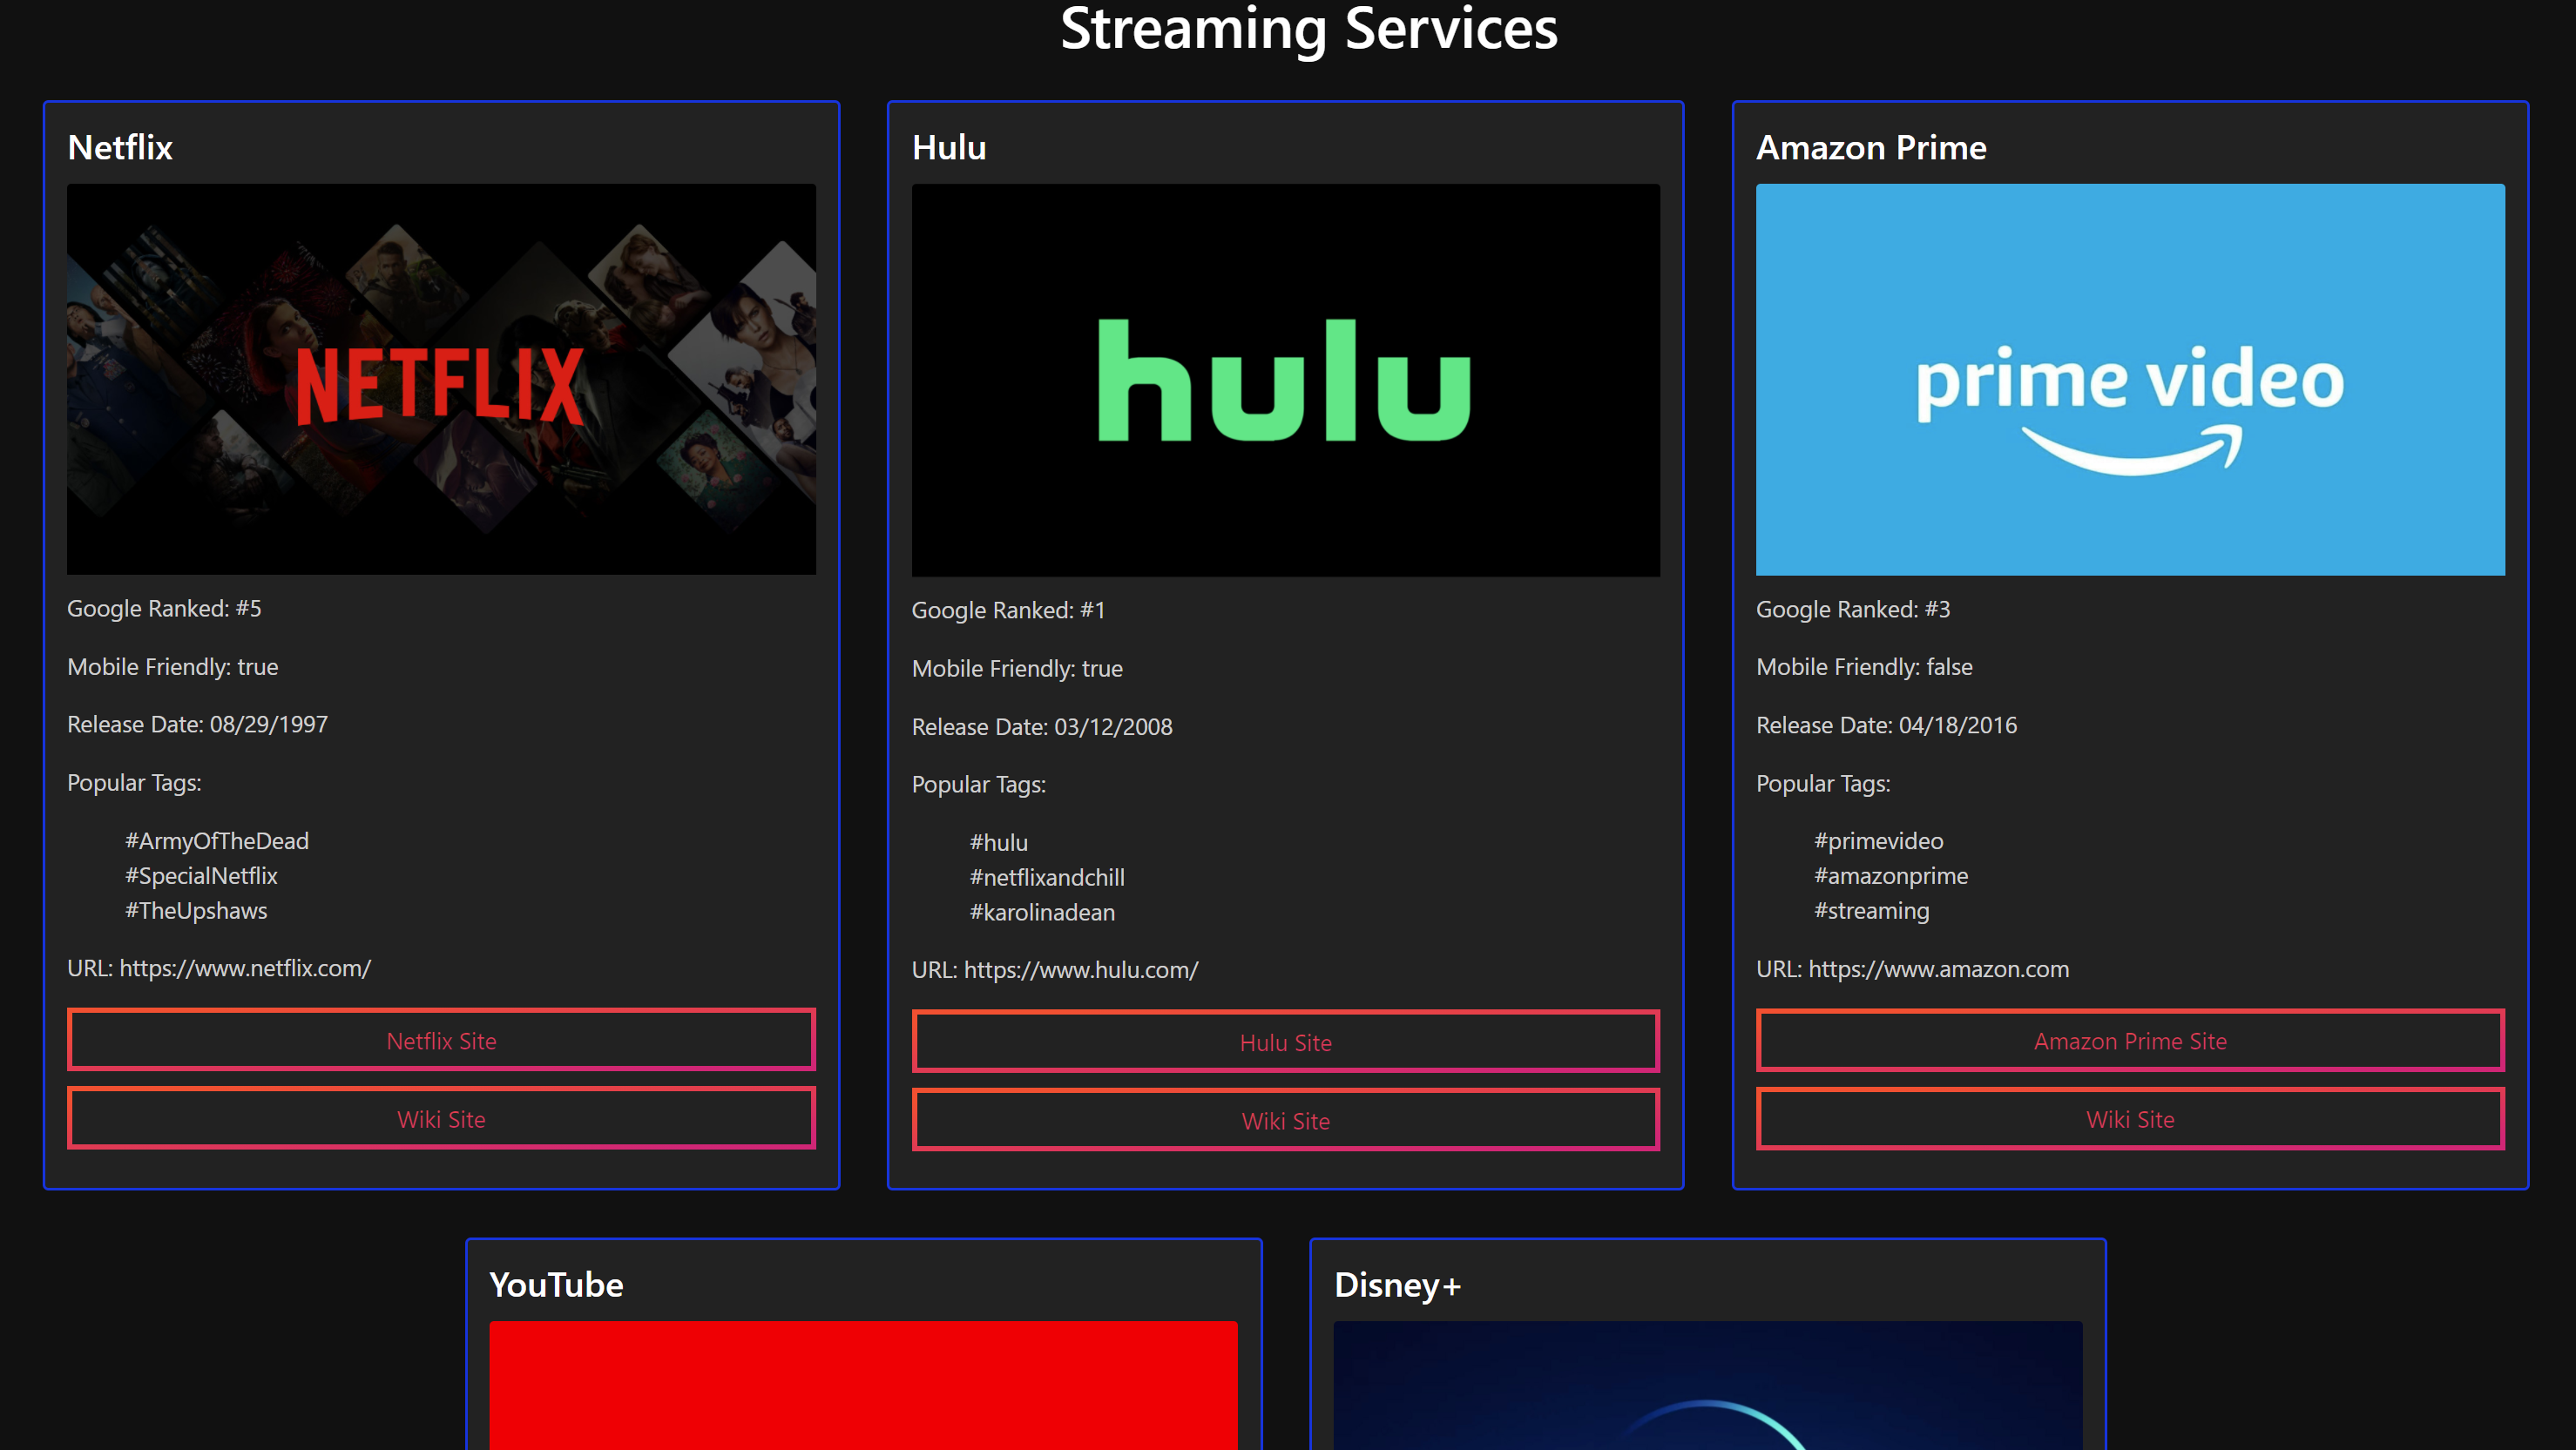 Streaming Services
Netflix
NETFLIX
Google Ranked: #5
Mobile Friendly: true
Release Date: 08/29/1997
Popular Tags:
#ArmyOfTheDead
#SpecialNetflix
#TheUpshaws
URL: https://www.netflix.com/
Netflix Site
Wiki Site
Hulu
hulu
Google Ranked: #1
Mobile Friendly: true
Release Date: 03/12/2008
Popular Tags:
#hulu
#netflixandchill
#karolinadean
URL: https://www.hulu.com/
Hulu Site
Wiki Site
Amazon Prime
prime video
Google Ranked: #3
Mobile Friendly: false
Release Date: 04/18/2016
Popular Tags:
#primevideo
#amazonprime
#streaming
URL: https://www.amazon.com
Amazon Prime Site
Wiki Site
YouTube
Disney+